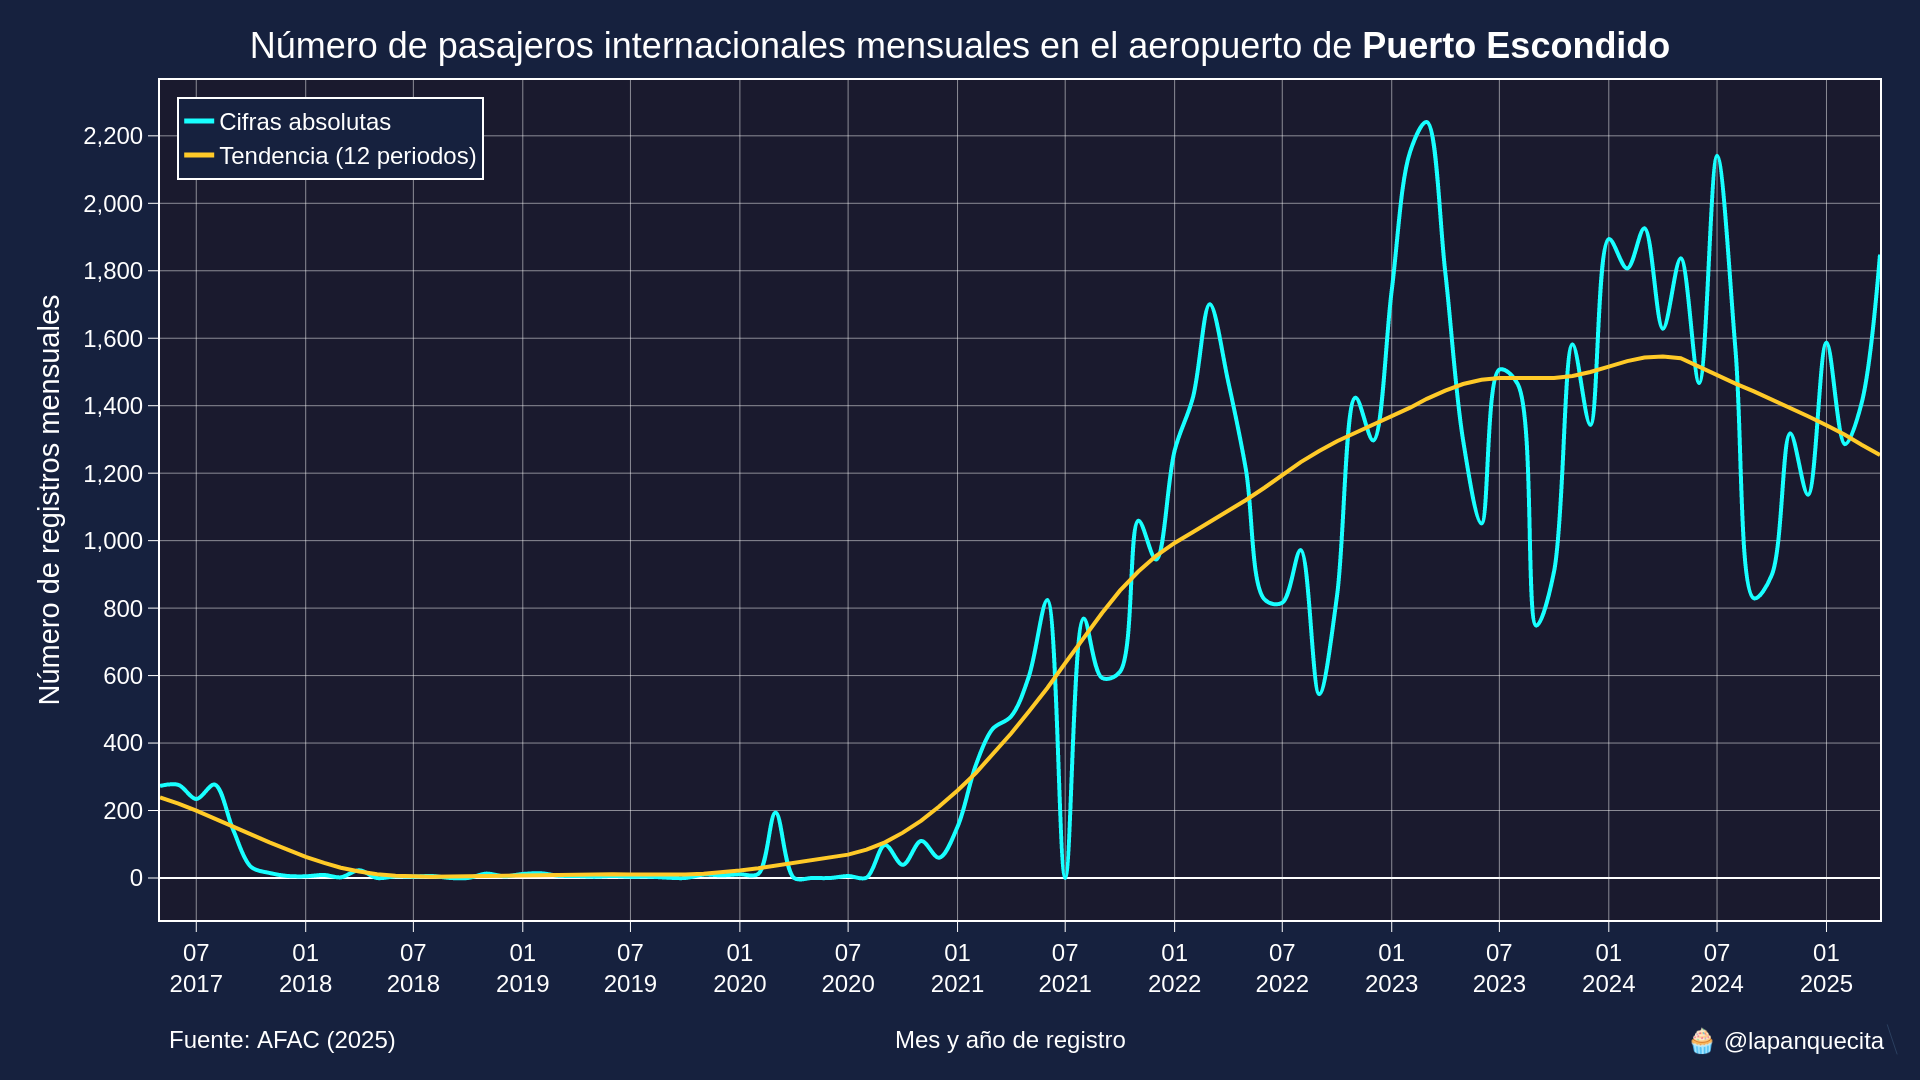 Número de pasajeros internacionales mensuales en el aeropuerto de Puerto Escondido
Cifras absolutas
Tendencia (12 periodos)
Número de registros mensuales
2,200
2,000
1,800
1,600
1,400
1,200
1,000
800
600
400
200
0
07 01 07 01 07 01 07 01 07 01 07 01 07 01 07 01
2017 2018 2018 2019 2019 2020 2020 2021 2021 2022 2022 2023 2023 2024 2024 2025
Fuente: AFAC (2025)
Mes y año de registro
🧁 @lapanquecita